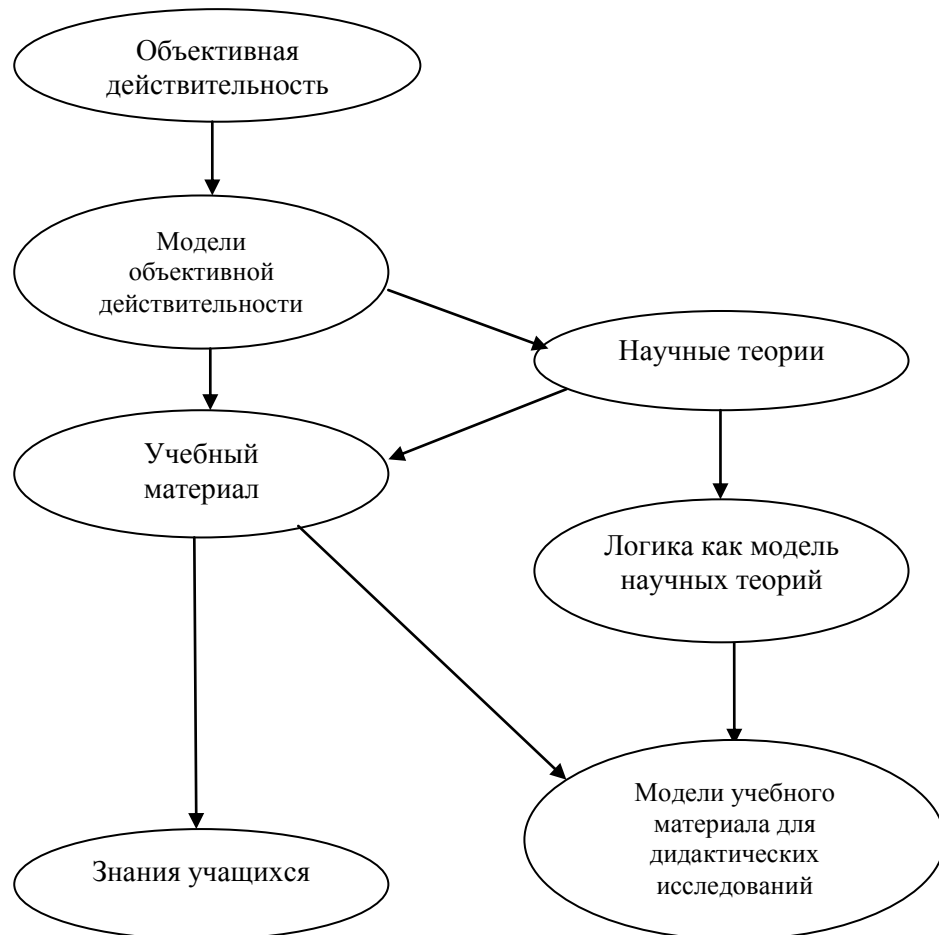 Объективная
действительность
Модели
объективной
действительности
Научные теории
Учебный
материал
Логика как модель
научных теорий
Модели учебного
материала для
дидактических
исследований
Знания учащихся